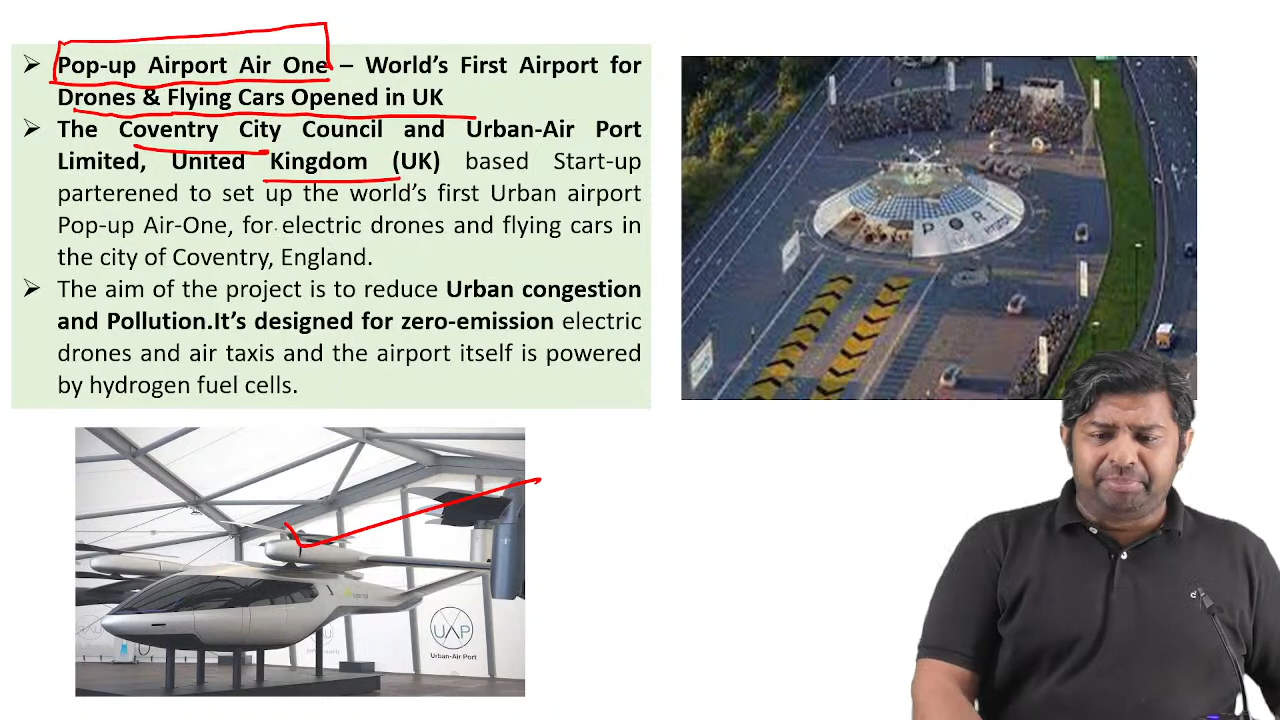 ➢ Pop-up Airport Air One – World's First Airport for
Drones & Flying Cars Opened in UK
➢ The Coventry City Council and Urban-Air Port
Limited, United Kingdom (UK) based Start-up
parterened to set up the world's first Urban airport
Pop-up Air-One, for electric drones and flying cars in
the city of Coventry, England.
➢ The aim of the project is to reduce Urban congestion
and Pollution.It's designed for zero-emission electric
drones and air taxis and the airport itself is powered
by hydrogen fuel cells.
PORT
UAP
Urban-Air Port